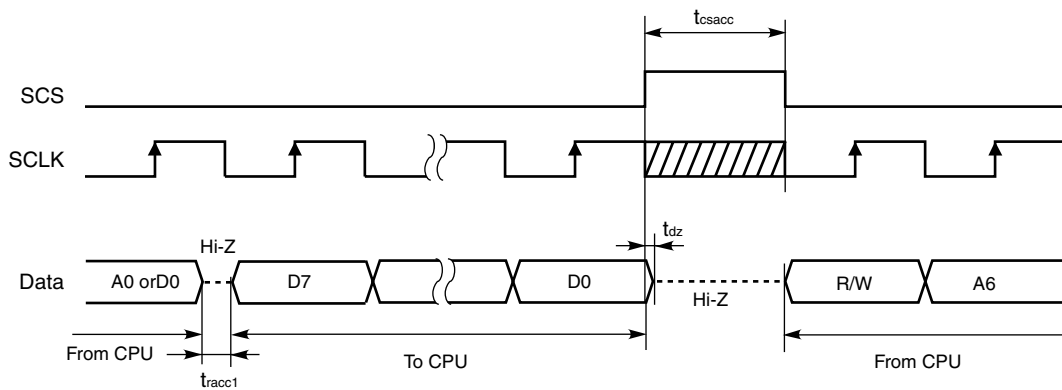 tcsacc
SCS
SCLK
tdz
Hi-Z
Data
A0 orD0
D7
D0
Hi-Z
R/W
A6
From CPU
To CPU
From CPU
tracc1